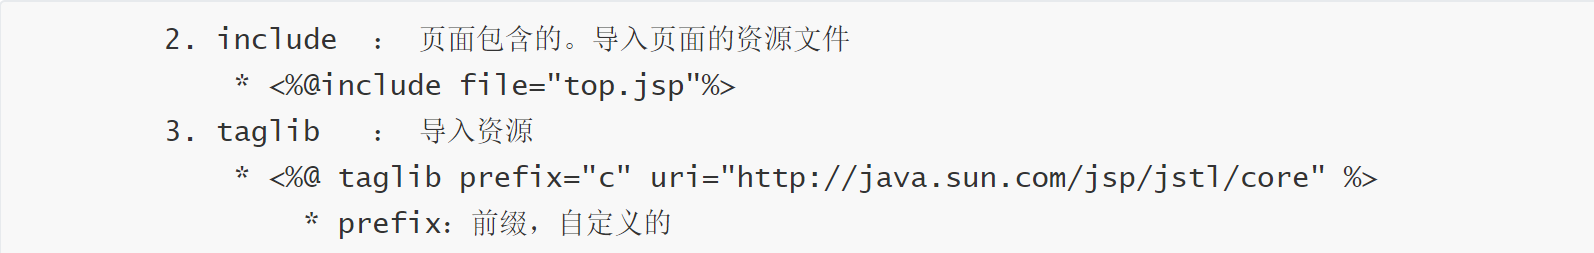 2. include  ： 页面包含的。导入页面的资源文件
* <%@include file="top.jsp"%>
3. taglib   ： 导入资源
* <%@ taglib prefix="c" uri="http://java.sun.com/jsp/jstl/core" %>
* prefix：前缀，自定义的